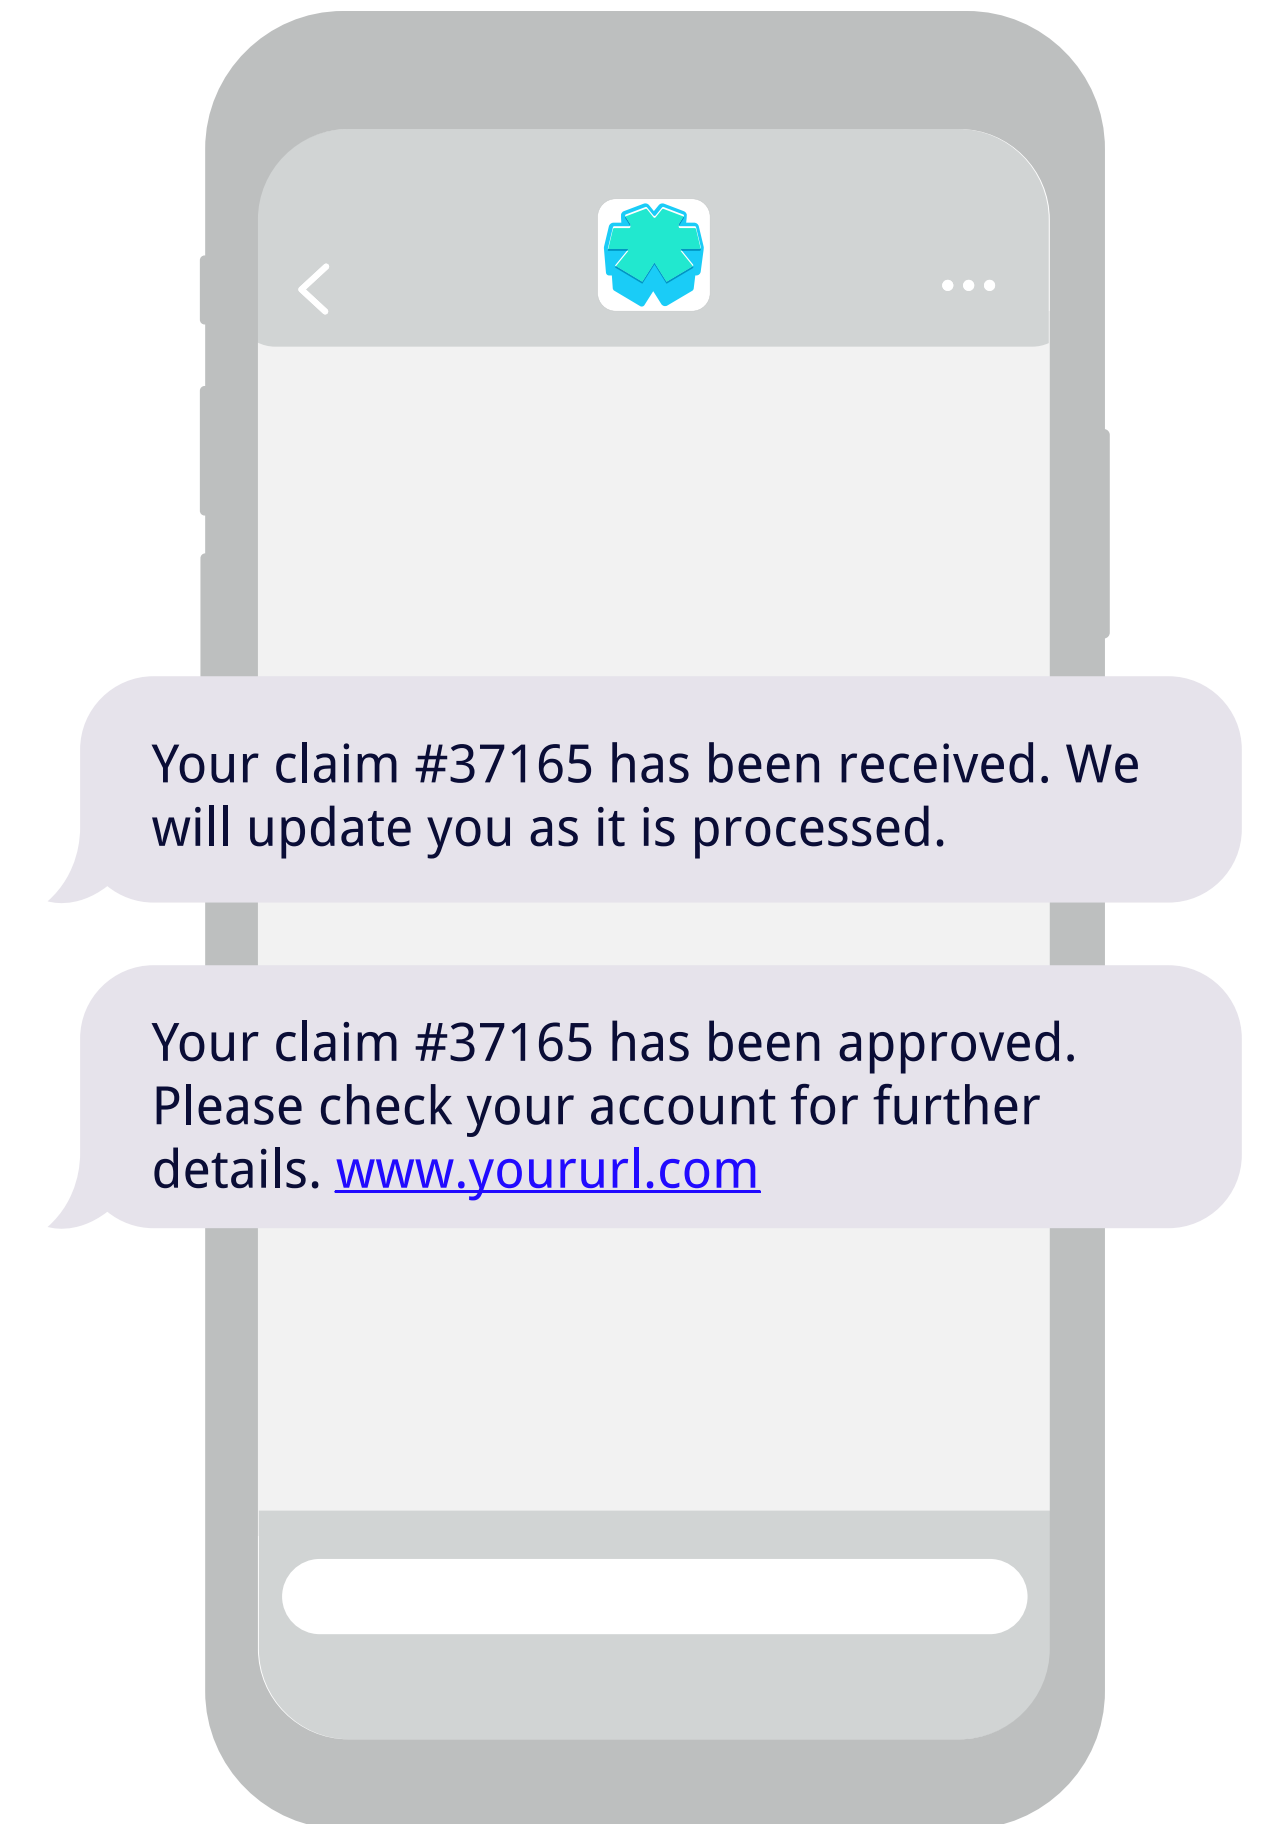 Your claim #37165 has been received. We
will update you as it is processed.
Your claim #37165 has been approved.
Please check your account for further
details. www.yoururl.com